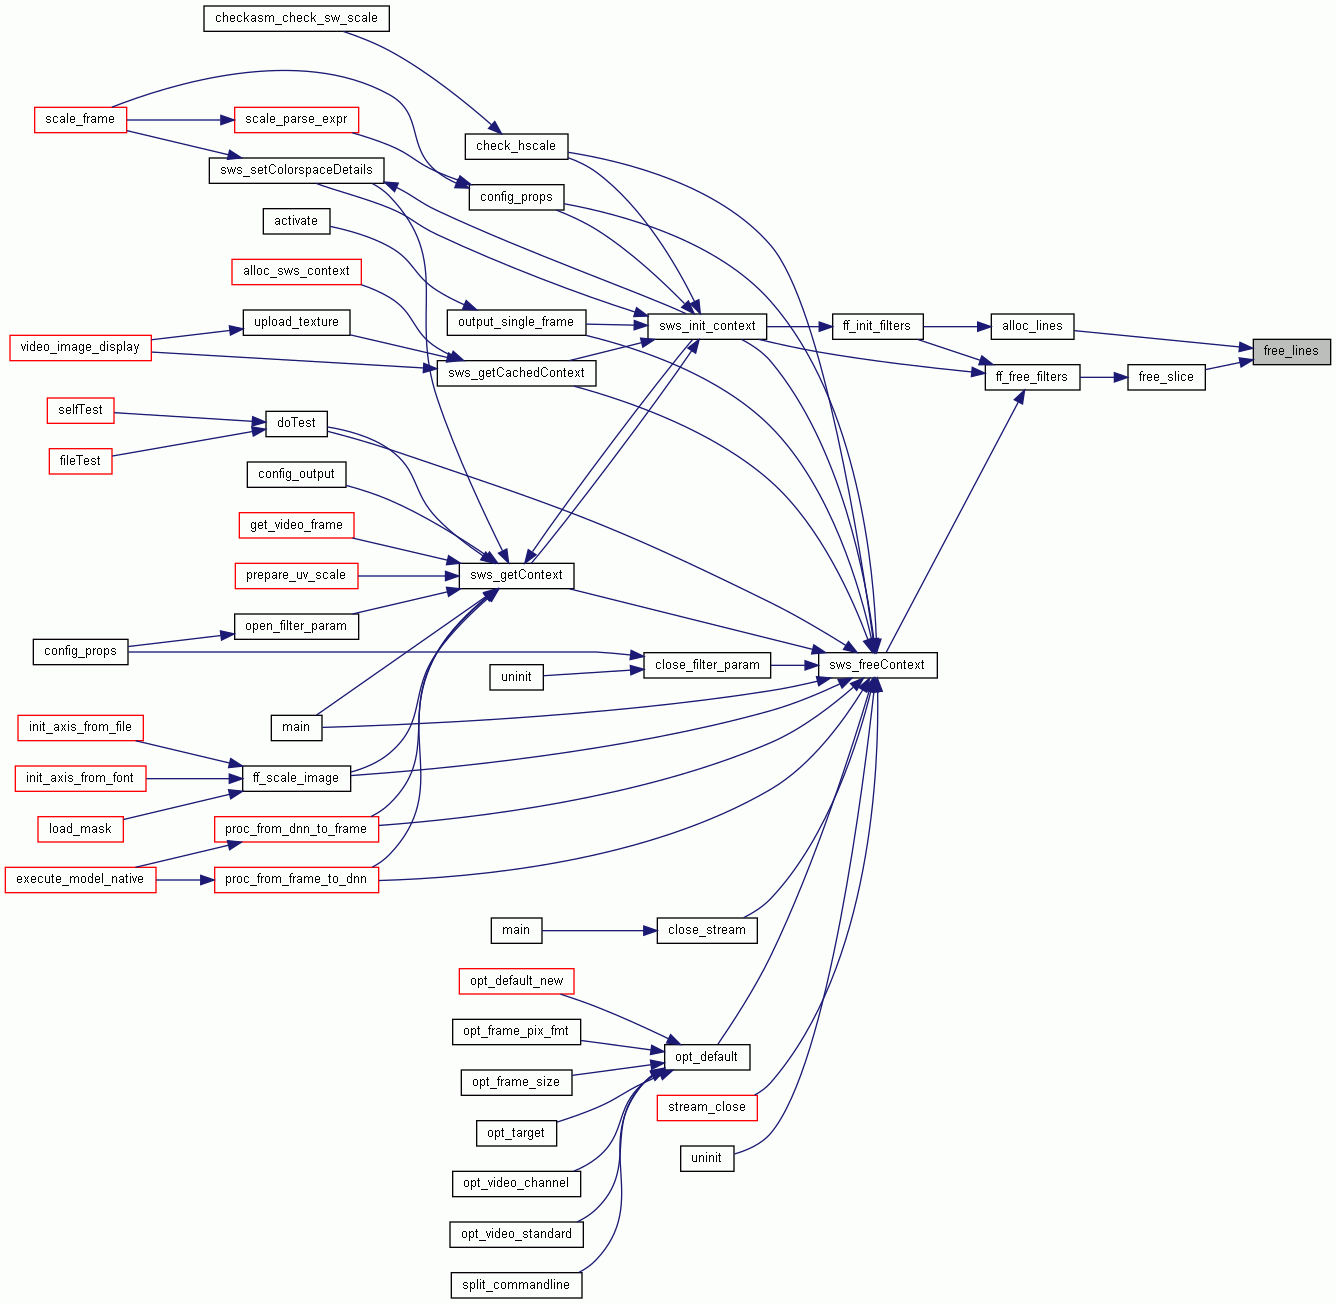 checkasm_check_sw_scale
scale_frame
scale_parse_expr
check_hscale
sws_setColorspaceDetails
config_props
activate
alloc_sws_context
upload_texture
output_single_frame
sws_init_context
ff_init_filters
alloc_lines
video_image_display
free_lines
sws_getCachedContext
ff_free_filters
free_slice
selfTest
doTest
fileTest
config_output
get_video_frame
prepare_uv_scale
sws_getContext
open_filter_param
config_props
uninit
close_filter_param
sws_freeContext
init_axis_from_file
main
init_axis_from_font
ff_scale_image
load_mask
proc_from_dnn_to_frame
execute_model_native
proc_from_frame_to_dnn
main
close_stream
opt_default_new
opt_frame_pix_fmt
opt_default
opt_frame_size
stream_close
opt_target
uninit
opt_video_channel
opt_video_standard
split_commandline